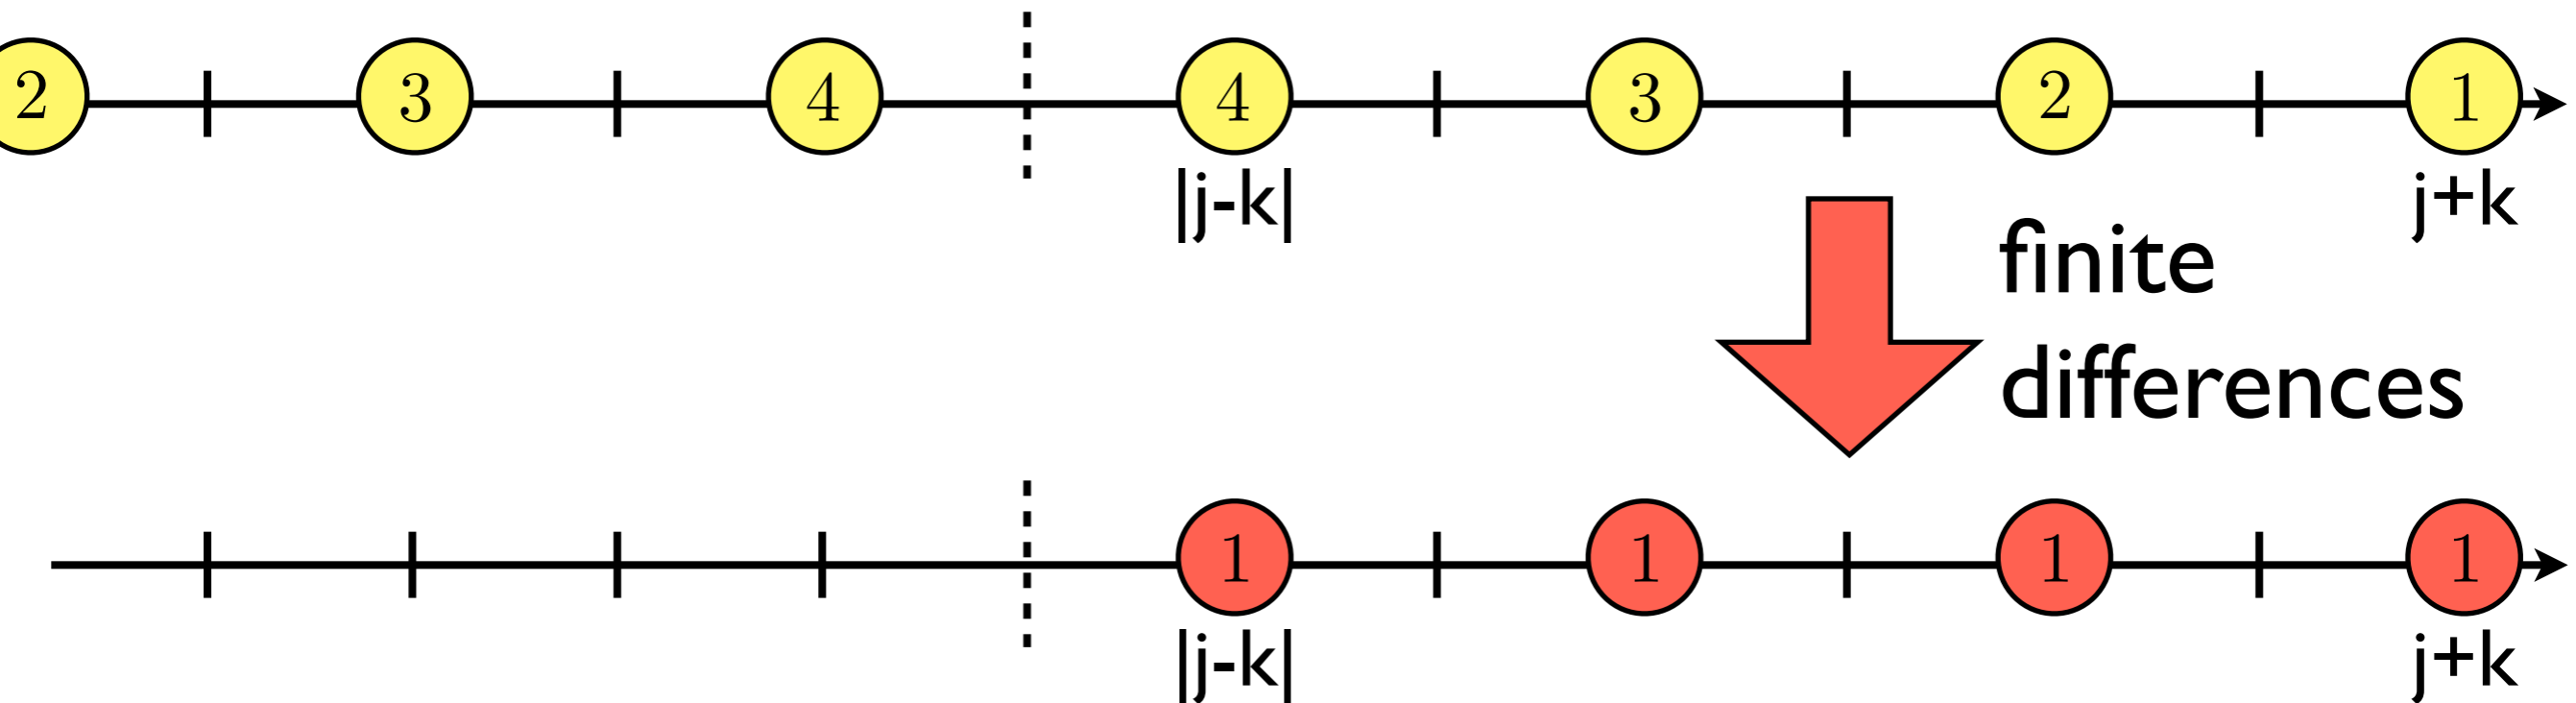 2 3 4 4 3 2 1
|j-k| j+k
finite
differences
1 1 1 1
|j-k| j+k